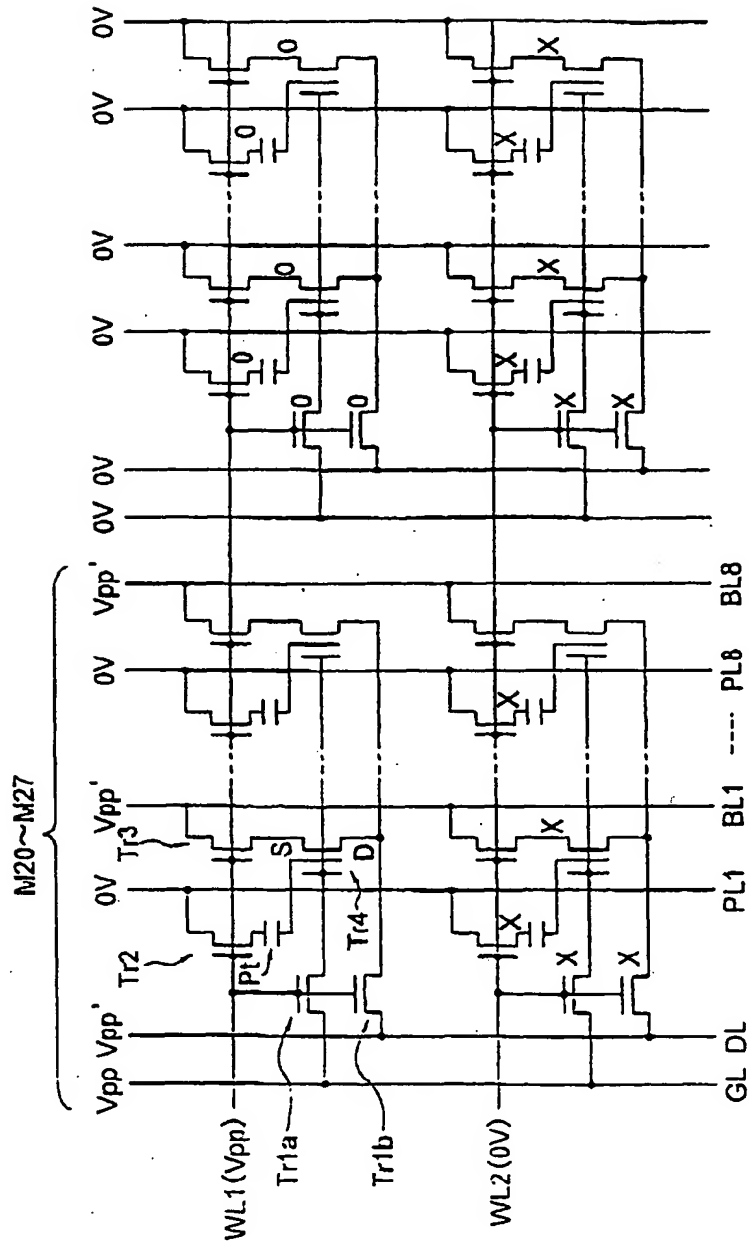 M20~M27
Vpp Vpp' 0V Vpp' 0V Vpp' 0V 0V 0V 0V 0V 0V
Tr2 Tr3
Pt S O O O O
WL1(Vpp)
Tr4 D
Tr1a O
Tr1b O
X X X X X X X
WL2(0V)
X X
X
GL DL PL1 BL1 ---- PL8 BL8